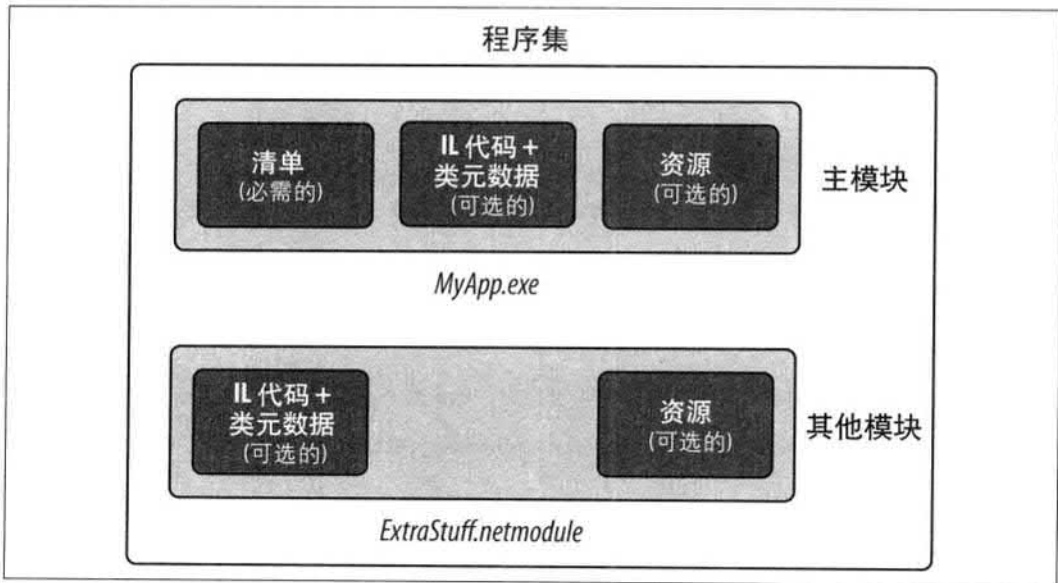 程序集
清单
(必需的)
IL 代码 +
类元数据
(可选的)
资源
(可选的)
主模块
MyApp.exe
IL 代码 +
类元数据
(可选的)
资源
(可选的)
其他模块
ExtraStuff.netmodule